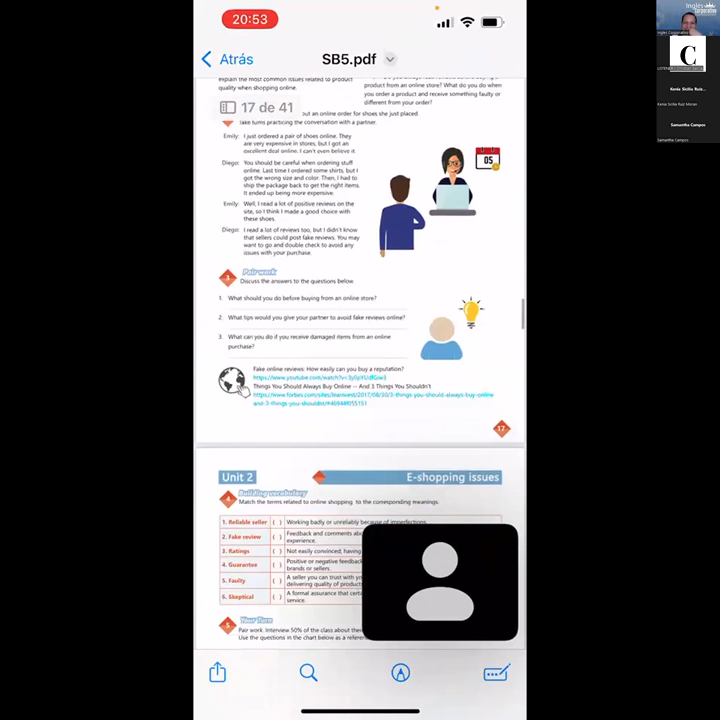 20:53
Atrás
SB5.pdf
explain the most common issues related to product
quality when shopping online.
product from an online store? What do you do when
you order a product and receive something faulty or
different from your order?
17 de 41
out an online order for shoes she just placed
Take turns practicing the conversation with a partner.
Emily: I just ordered a pair of shoes online. They
are very expensive in stores, but I got an
excellent deal online. I can't even believe it.
Diego: You should be careful when ordering stuff
online. Last time I ordered some shirts, but I
got the wrong size and color. Then, I had to
ship the package back to get the right items.
It ended up being more expensive.
Emily: Well, I read a lot of positive reviews on the
site, so I think I made a good choice with
these shoes.
Diego: I read a lot of reviews too, but I didn't know
that sellers could post fake reviews. You may
want to go and double check to avoid any
issues with your purchase.
05
3 Pair work
Discuss the answers to the questions below.
1. What should you do before buying from an online store?
2. What tips would you give your partner to avoid fake reviews online?
3. What can you do if you receive damaged items from an online
purchase?
Fake online reviews: How easily can you buy a reputation?
Things You Should Always Buy Online -- And 3 Things You Shouldn't
17
Unit 2
E-shopping issues
4 Building vocabulary
Match the terms related to online shopping to the corresponding meanings.
1. Reliable seller ( ) Working badly or unreliably because of imperfections.
2. Fake review ( ) Feedback and comments
experience.
3. Ratings ( ) Not easily convinced; having
4. Guarantee ( ) Positive or negative feedback
brands or sellers.
5. Faulty ( ) A seller you can trust with
delivering quality of products
6. Skeptical ( ) A formal assurance that
service.
5 Your Turn
Pair work. Interview 50% of the class about
Use the questions in the chart below as a
Inglés
Corporativo
Inglés Corporativo
C
Kenia Sicilia Ruiz...
Kenia Sicilia Ruiz
Samantha Campos
Samantha Campos